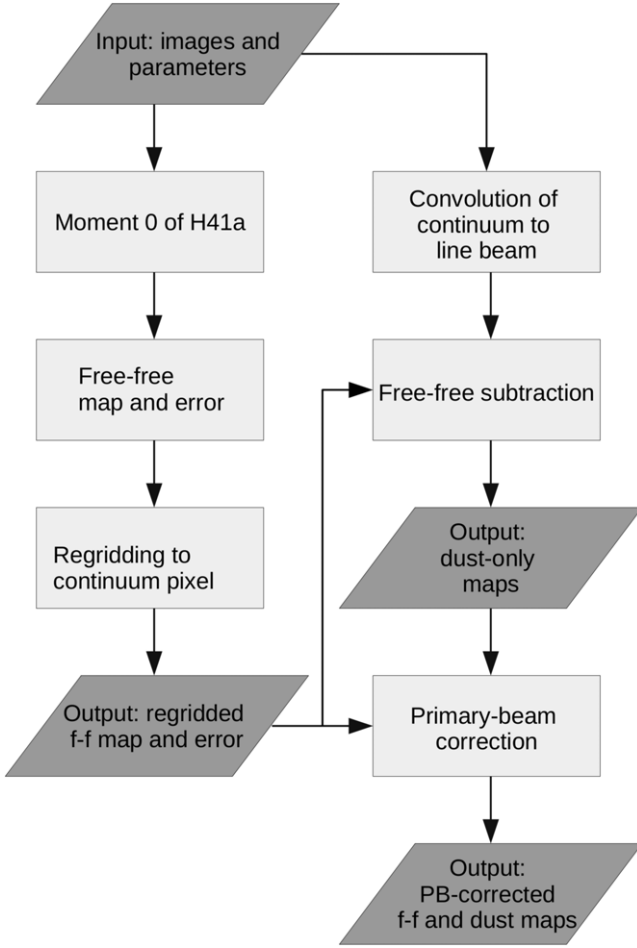 Input: images and
parameters
Moment 0 of H41a
Free-free
map and error
Regridding to
continuum pixel
Output: regridded
f-f map and error
Convolution of
continuum to
line beam
Free-free subtraction
Output:
dust-only
maps
Primary-beam
correction
Output:
PB-corrected
f-f and dust maps